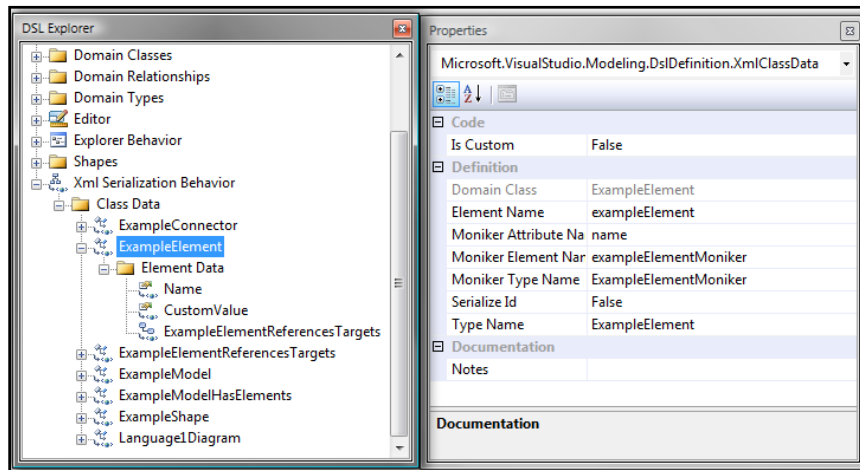 DSL Explorer
Domain Classes
Domain Relationships
Domain Types
Editor
Explorer Behavior
Shapes
Xml Serialization Behavior
Class Data
ExampleConnector
ExampleElement
Element Data
Name
CustomValue
ExampleElementReferencesTargets
ExampleElementReferencesTargets
ExampleModel
ExampleModelHasElements
ExampleShape
Language1Diagram
Properties
Microsoft.VisualStudio.Modeling.DslDefinition.XmlClassData
Code
Is Custom False
Definition
Domain Class ExampleElement
Element Name exampleElement
Moniker Attribute Na name
Moniker Element Nar exampleElementMoniker
Moniker Type Name ExampleElementMoniker
Serialize Id False
Type Name ExampleElement
Documentation
Notes
Documentation